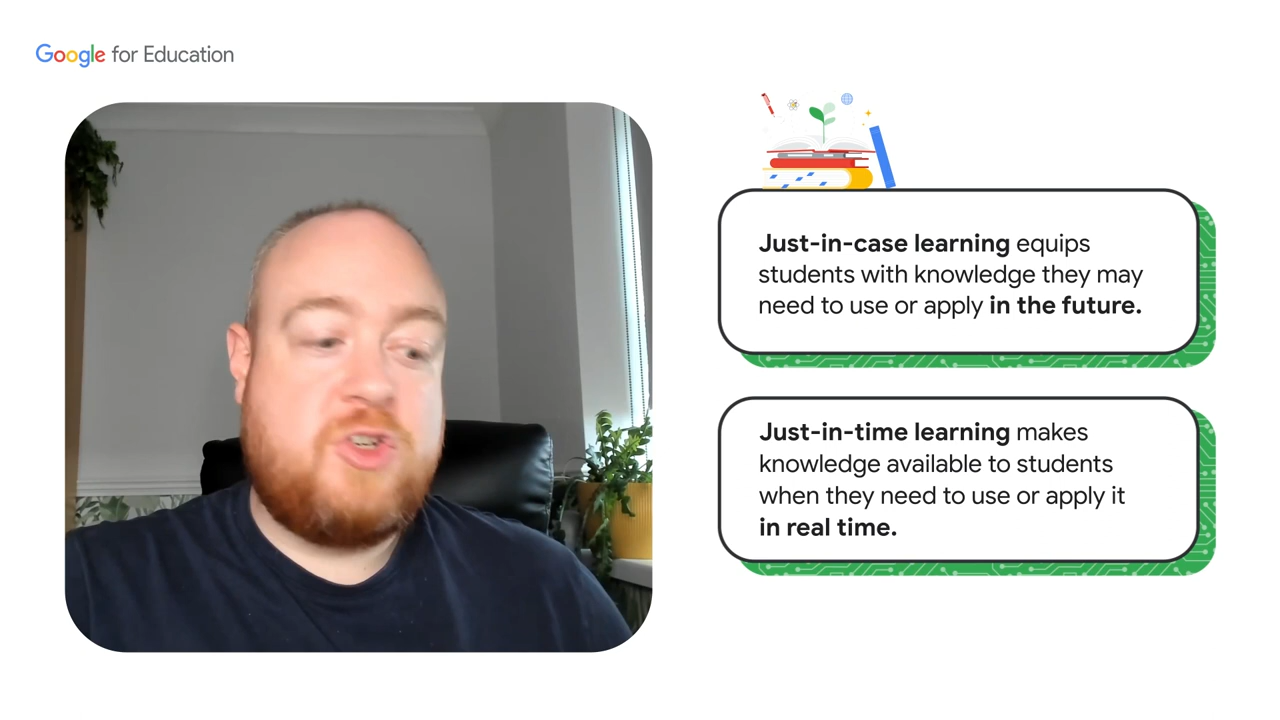 Google for Education
Just-in-case learning equips
students with knowledge they may
need to use or apply in the future.
Just-in-time learning makes
knowledge available to students
when they need to use or apply it
in real time.